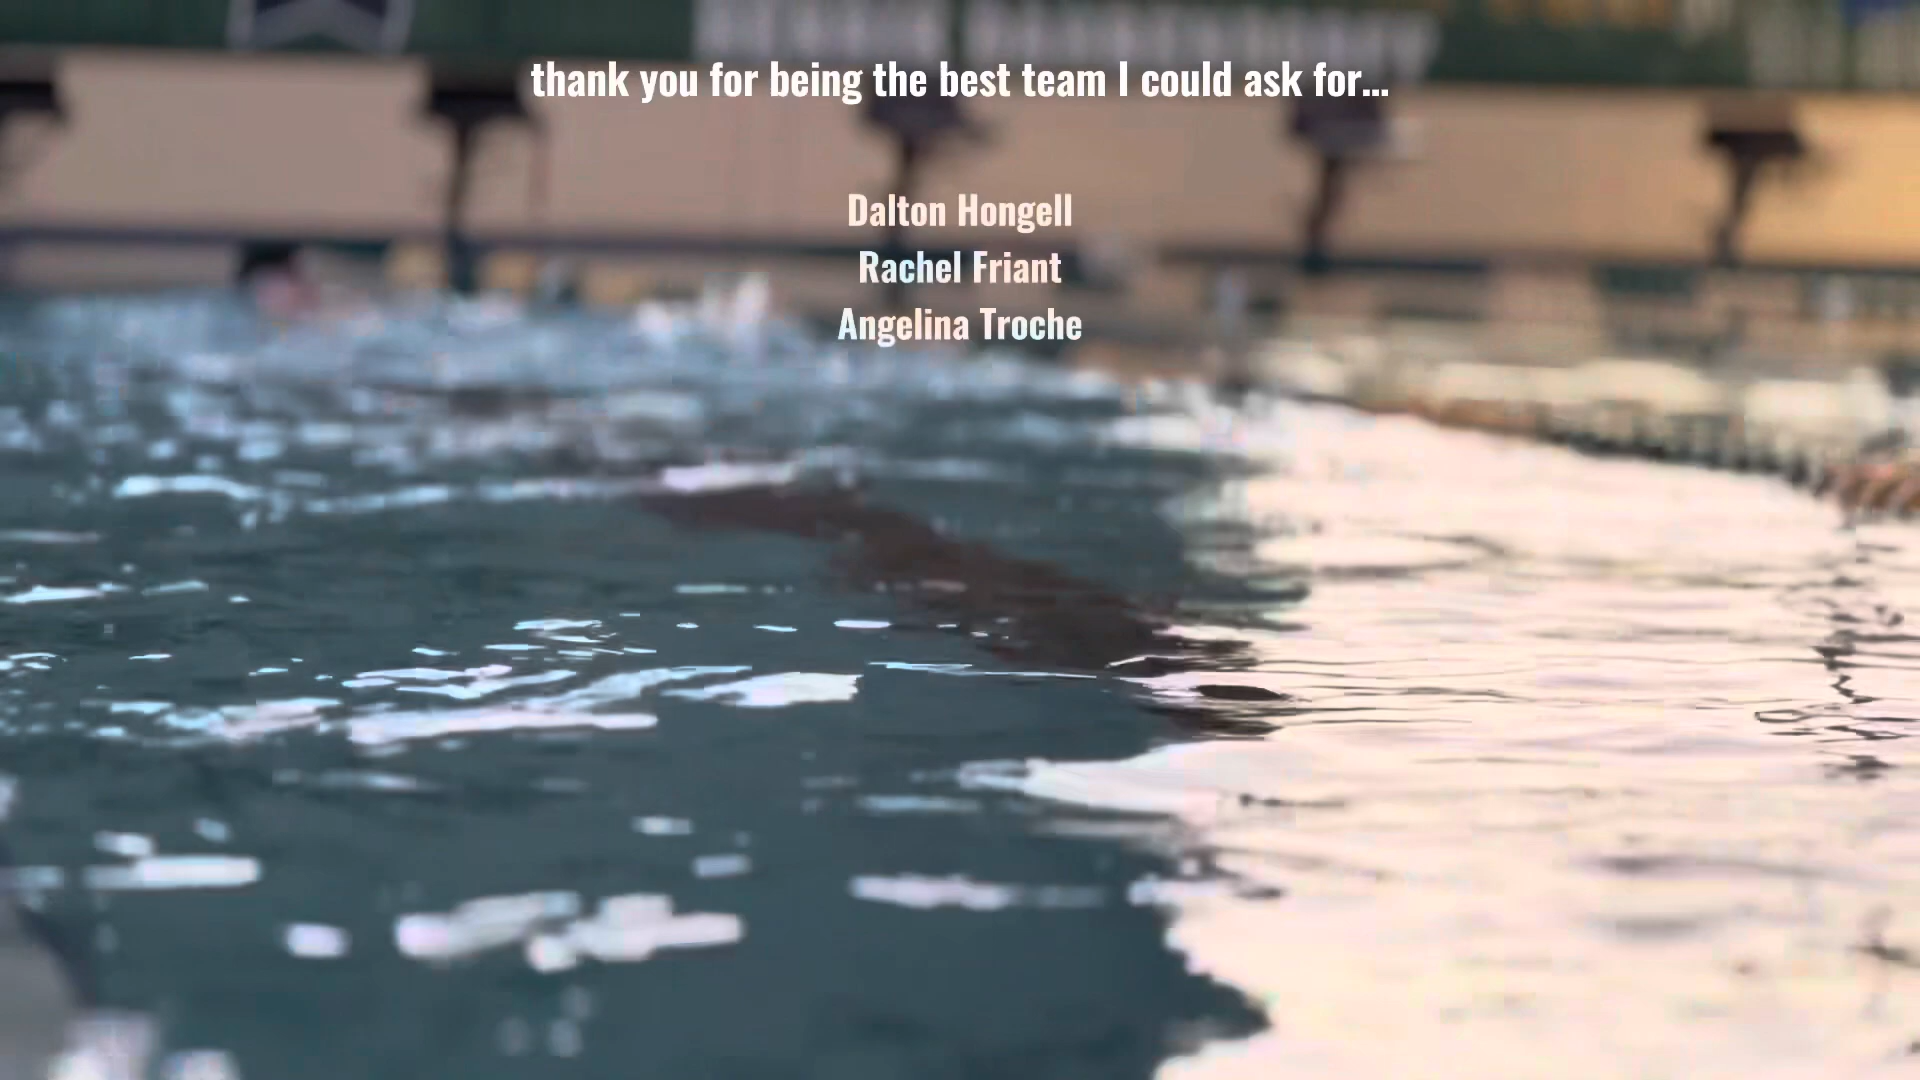 thank you for being the best team I could ask for...
Dalton Hongell
Rachel Friant
Angelina Troche